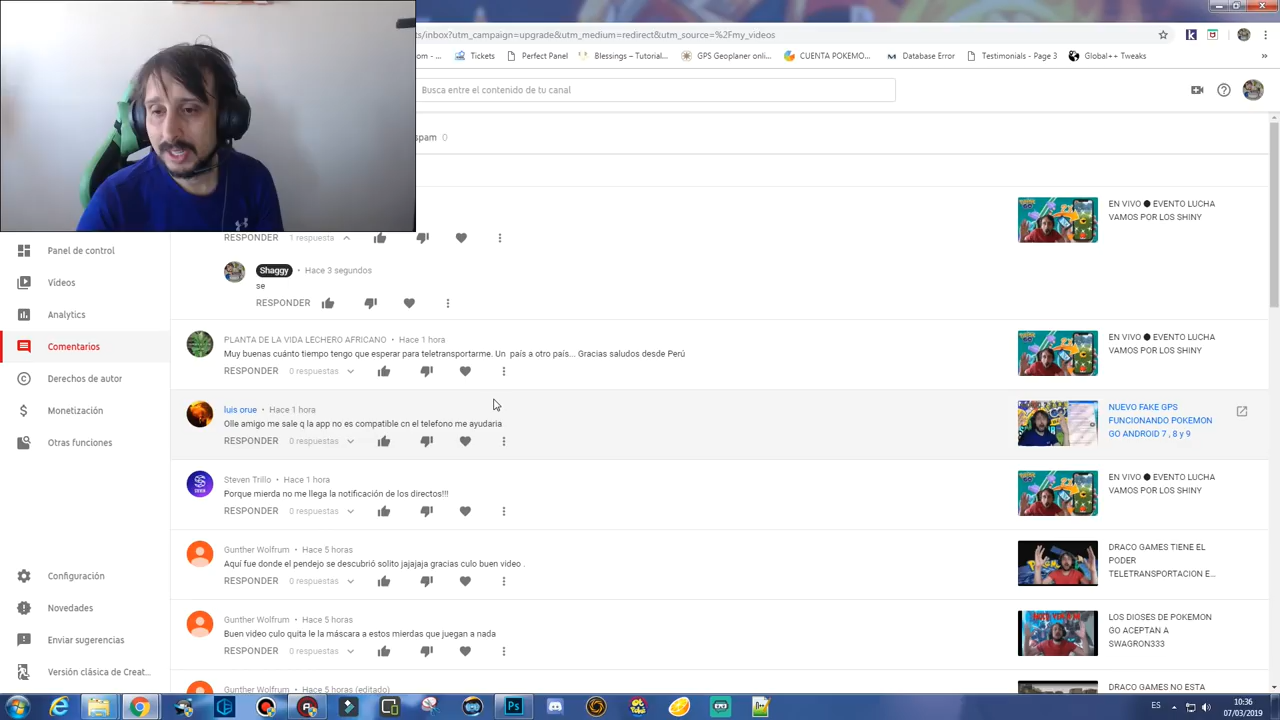 ts/inbox?utm_campaign=upgrade&utm_medium=redirect&utm_source=%2Fmy_videos
om - ...
Tickets
Perfect Panel
Blessings – Tutorial...
GPS Geoplaner onlin...
CUENTA POKEMO...
Database Error
Testimonials - Page 3
Global++ Tweaks
»
Busca entre el contenido de tu canal
spam 0
Panel de control
Vídeos
Analytics
Comentarios
Derechos de autor
Monetización
Otras funciones
Configuración
Novedades
Enviar sugerencias
Versión clásica de Creat...
RESPONDER 1 respuesta
EN VIVO ● EVENTO LUCHA
VAMOS POR LOS SHINY
Shaggy • Hace 3 segundos
se
RESPONDER
PLANTA DE LA VIDA LECHERO AFRICANO • Hace 1 hora
Muy buenas cuánto tiempo tengo que esperar para teletransportarme. Un país a otro país... Gracias saludos desde Perú
RESPONDER 0 respuestas
EN VIVO ● EVENTO LUCHA
VAMOS POR LOS SHINY
luis orue • Hace 1 hora
Olle amigo me sale q la app no es compatible cn el telefono me ayudaria
RESPONDER 0 respuestas
NUEVO FAKE GPS
FUNCIONANDO POKEMON
GO ANDROID 7 , 8 y 9
Steven Trillo • Hace 1 hora
Porque mierda no me llega la notificación de los directos!!!
RESPONDER 0 respuestas
EN VIVO ● EVENTO LUCHA
VAMOS POR LOS SHINY
Gunther Wolfrum • Hace 5 horas
Aquí fue donde el pendejo se descubrió solito jajajaja gracias culo buen video .
RESPONDER 0 respuestas
DRACO GAMES TIENE EL
PODER
TELETRANSPORTACION E...
Gunther Wolfrum • Hace 5 horas
Buen video culo quita le la máscara a estos mierdas que juegan a nada
RESPONDER 0 respuestas
LOS DIOSES DE POKEMON
GO ACEPTAN A
SWAGRON333
Gunther Wolfrum • Hace 5 horas (editado)
DRACO GAMES NO ESTA
ES
10:36
07/03/2019